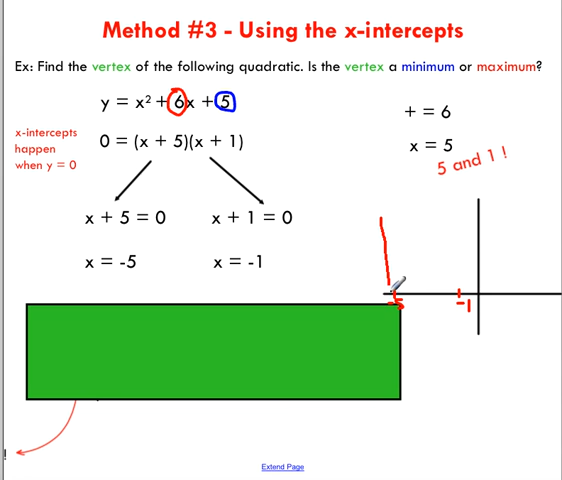 Method #3 - Using the x-intercepts
Ex: Find the vertex of the following quadratic. Is the vertex a minimum or maximum?
y = x² + 6x + 5
+ = 6
x-intercepts
happen
when y = 0
0 = (x + 5)(x + 1)
x = 5
5 and 1 !
x + 5 = 0
x + 1 = 0
x = -5
x = -1
-5
-1
!
Extend Page